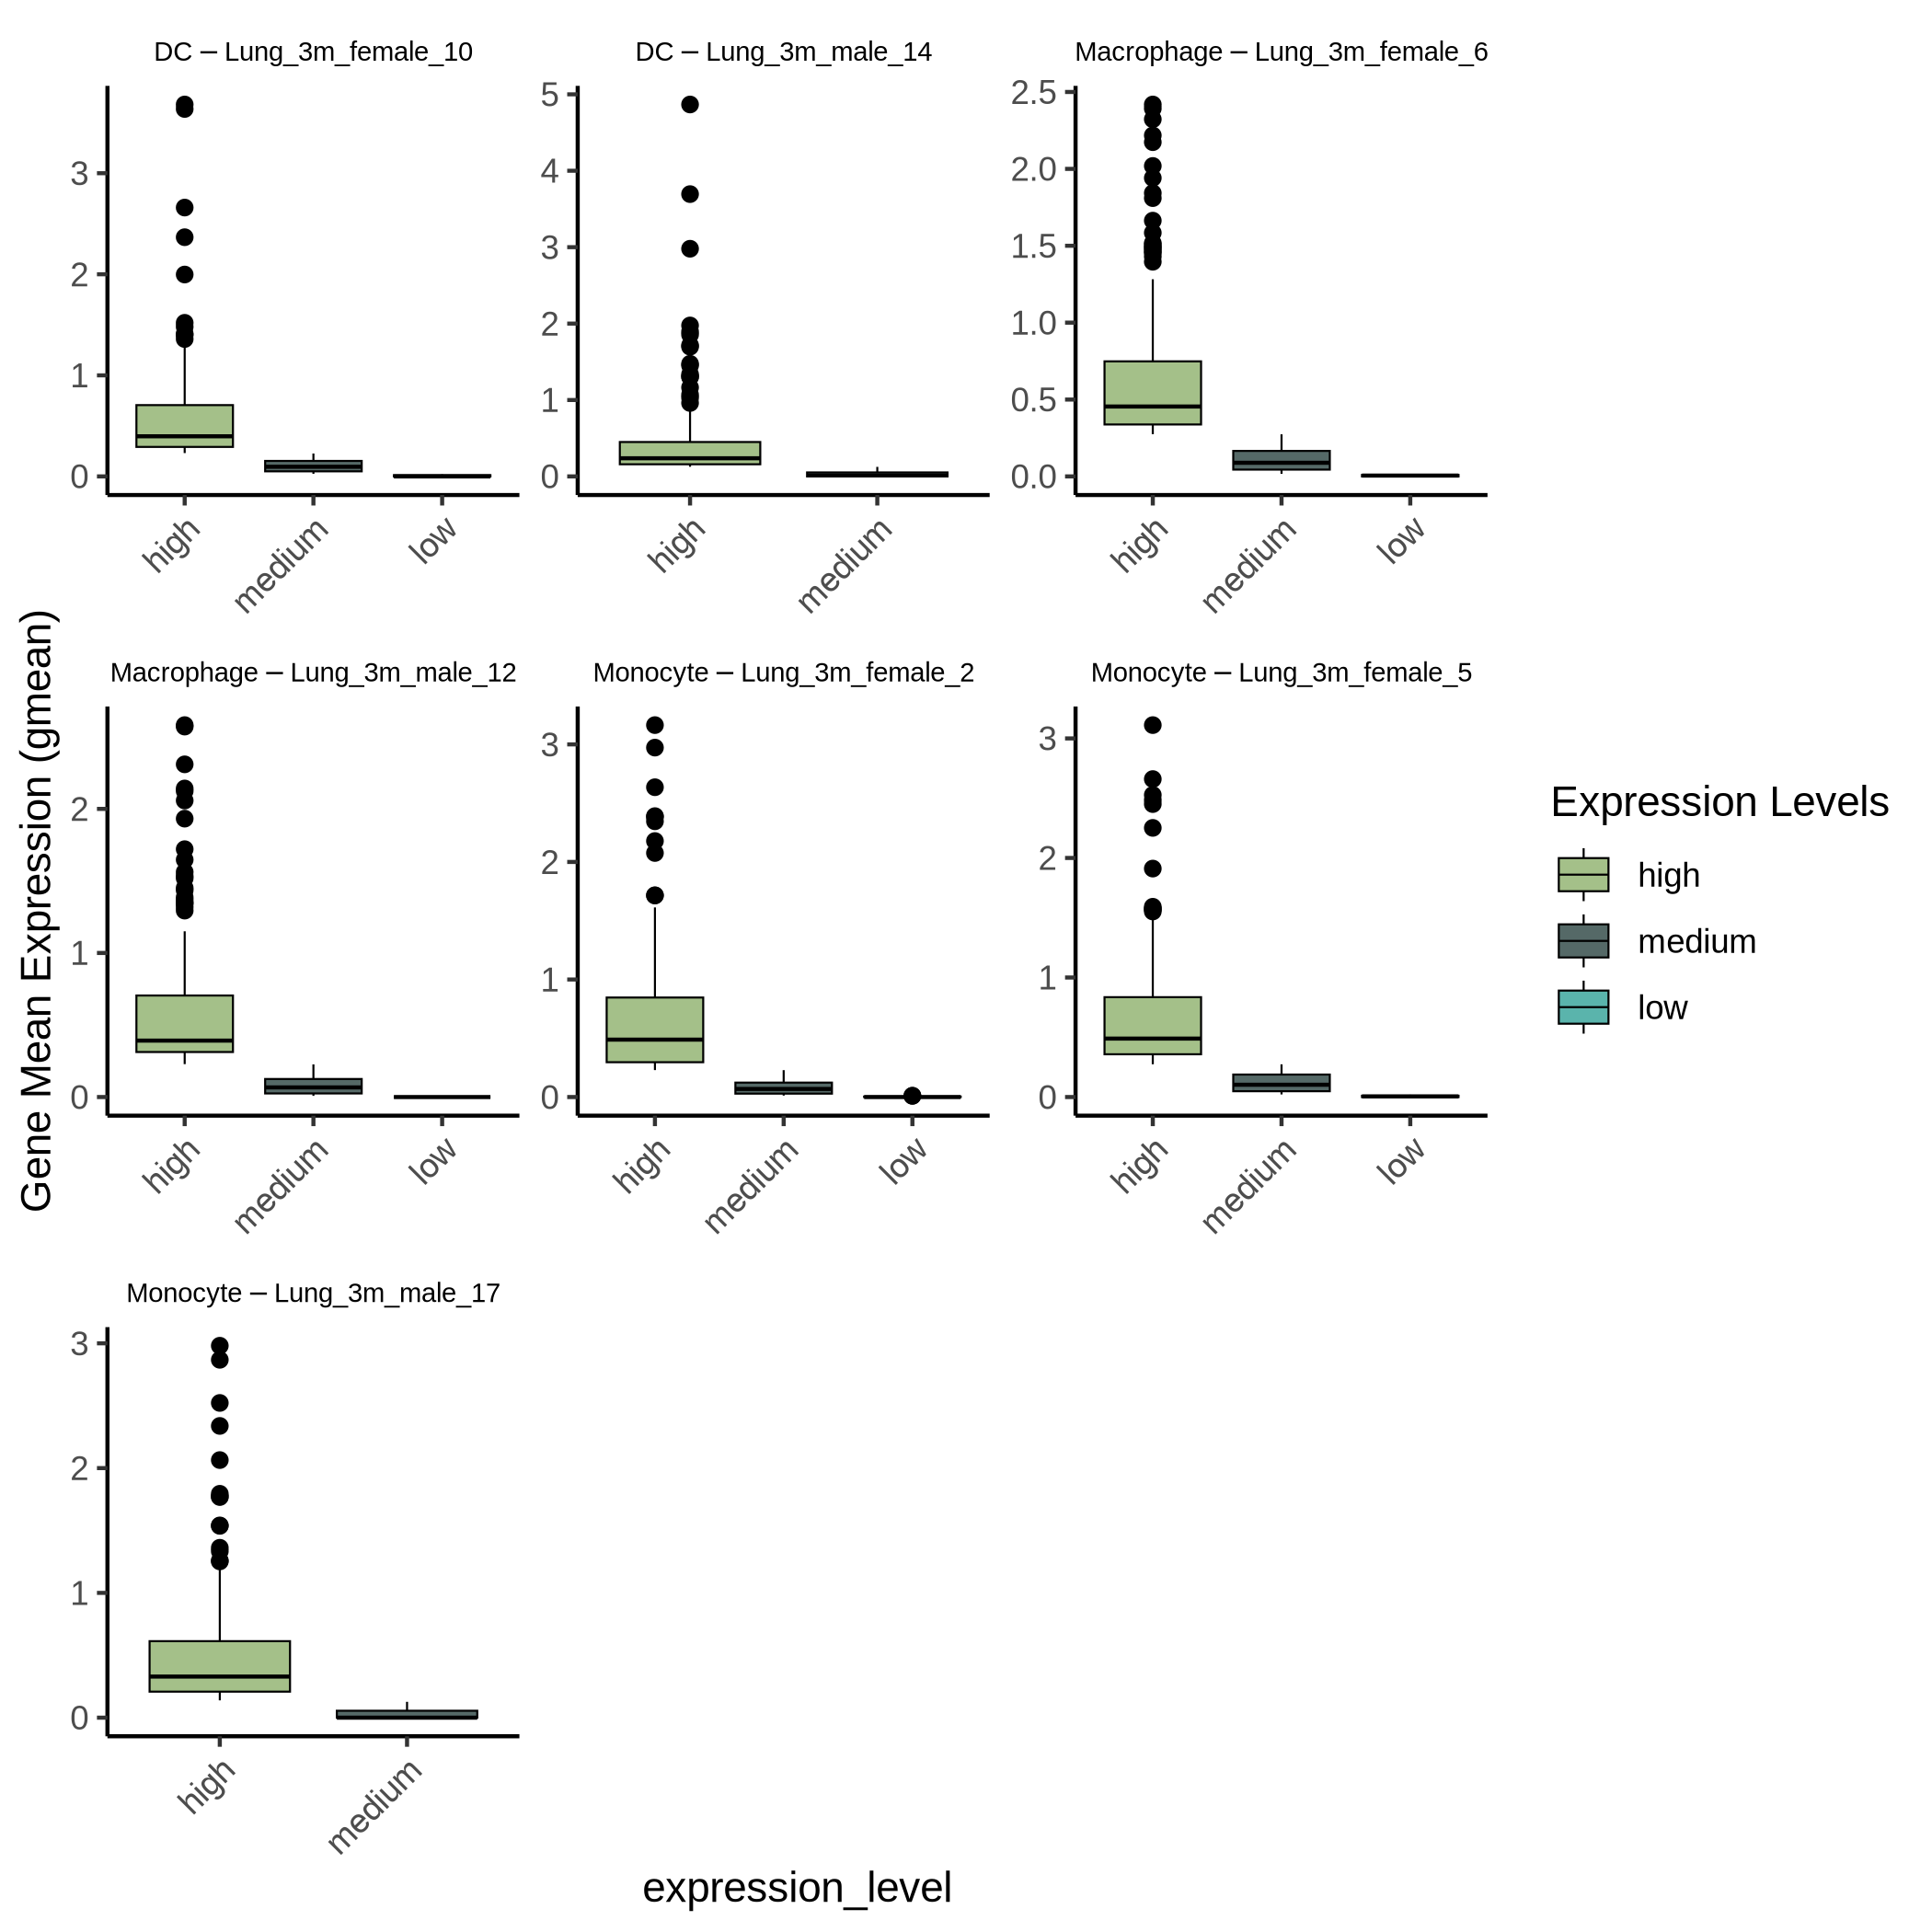 DC – Lung_3m_female_10
DC – Lung_3m_male_14
Macrophage – Lung_3m_female_6
3
2
1
0
5
4
3
2
1
0
2.5
2.0
1.5
1.0
0.5
0.0
high
medium
low
high
medium
high
medium
low
Gene Mean Expression (gmean)
Macrophage – Lung_3m_male_12
Monocyte – Lung_3m_female_2
Monocyte – Lung_3m_female_5
2
1
0
3
2
1
0
3
2
1
0
high
medium
low
high
medium
low
high
medium
low
Expression Levels
high
medium
low
Monocyte – Lung_3m_male_17
3
2
1
0
high
medium
expression_level